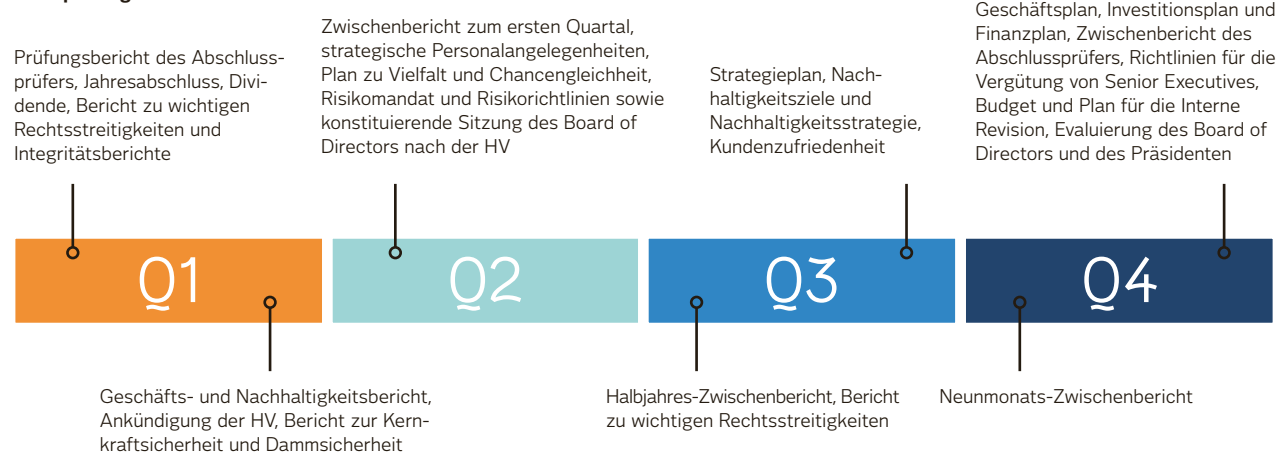 Prüfungsbericht des Abschluss-
prüfers, Jahresabschluss, Divi-
dende, Bericht zu wichtigen
Rechtsstreitigkeiten und
Integritätsberichte
Zwischenbericht zum ersten Quartal,
strategische Personalangelegenheiten,
Plan zu Vielfalt und Chancengleichheit,
Risikomandat und Risikorichtlinien sowie
konstituierende Sitzung des Board of
Directors nach der HV
Strategieplan, Nach-
haltigkeitsziele und
Nachhaltigkeitsstrategie,
Kundenzufriedenheit
Geschäftsplan, Investitionsplan und
Finanzplan, Zwischenbericht des
Abschlussprüfers, Richtlinien für die
Vergütung von Senior Executives,
Budget und Plan für die Interne
Revision, Evaluierung des Board of
Directors und des Präsidenten
Q1
Q2
Q3
Q4
Geschäfts- und Nachhaltigkeitsbericht,
Ankündigung der HV, Bericht zur Kern-
kraftsicherheit und Dammsicherheit
Halbjahres-Zwischenbericht, Bericht
zu wichtigen Rechtsstreitigkeiten
Neunmonats-Zwischenbericht